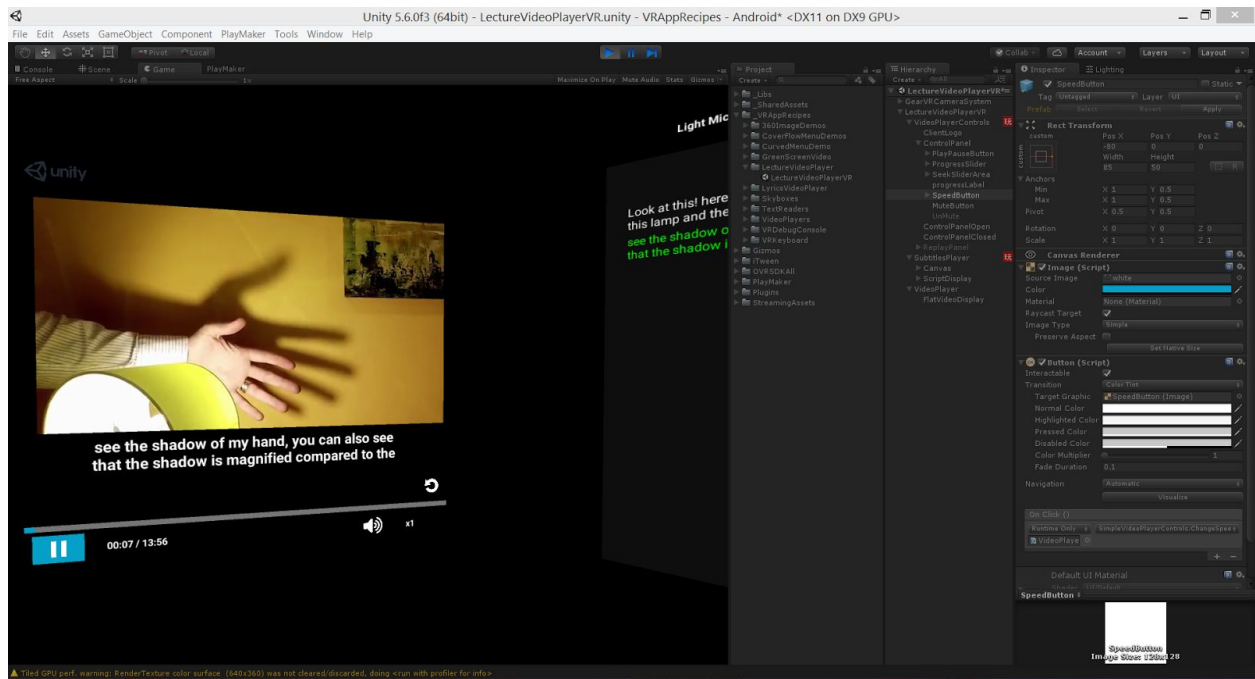 Unity 5.6.0f3 (64bit) - LectureVideoPlayerVR.unity - VRAppRecipes - Android* <DX11 on DX9 GPU>
File Edit Assets GameObject Component PlayMaker Tools Window Help
Pivot Local
Collab Account Layers Layout
Console Scene Game PlayMaker
Free Aspect Scale 1x Maximize On Play Mute Audio Stats Gizmos
unity
see the shadow of my hand, you can also see
that the shadow is magnified compared to the
x1
00:07 / 13:56
Light Mic
Look at this! here
this lamp and the
see the shadow o
that the shadow i
Project
Create
_Libs
_SharedAssets
_VRAppRecipes
360ImageDemos
CoverFlowMenuDemos
CurvedMenuDemo
GreenScreenVideo
LectureVideoPlayer
LectureVideoPlayerVR
LyricsVideoPlayer
Skyboxes
TextReaders
VideoPlayers
VRDebugConsole
VRKeyboard
Gizmos
iTween
OVRSDKAll
PlayMaker
Plugins
StreamingAssets
Hierarchy
Create All
LectureVideoPlayerVR*
GearVRCameraSystem
LectureVideoPlayerVR
VideoPlayerControls
ClientLogo
ControlPanel
PlayPauseButton
ProgressSlider
SeekSliderArea
progressLabel
SpeedButton
MuteButton
UnMute
ControlPanelOpen
ControlPanelClosed
ReplayPanel
SubtitlesPlayer
Canvas
ScriptDisplay
VideoPlayer
FlatVideoDisplay
Inspector Lighting
SpeedButton Static
Tag Untagged Layer UI
Prefab Select Revert Apply
Rect Transform
custom Pos X Pos Y Pos Z
custom -80 0 0
Width Height
85 50 R
Anchors
Min X 1 Y 0.5
Max X 1 Y 0.5
Pivot X 0.5 Y 0.5
Rotation X 0 Y 0 Z 0
Scale X 1 Y 1 Z 1
Canvas Renderer
Image (Script)
Source Image white
Color
Material None (Material)
Raycast Target
Image Type Simple
Preserve Aspect
Set Native Size
Button (Script)
Interactable
Transition Color Tint
Target Graphic SpeedButton (Image)
Normal Color
Highlighted Color
Pressed Color
Disabled Color
Color Multiplier 1
Fade Duration 0.1
Navigation Automatic
Visualize
On Click ()
Runtime Only SimpleVideoPlayerControls.ChangeSpee
VideoPlaye
Default UI Material
Shader UI/Default
SpeedButton
SpeedButton
Image Size: 128x128
Tiled GPU perf. warning: RenderTexture color surface (640x360) was not cleared/discarded, doing <run with profiler for info>